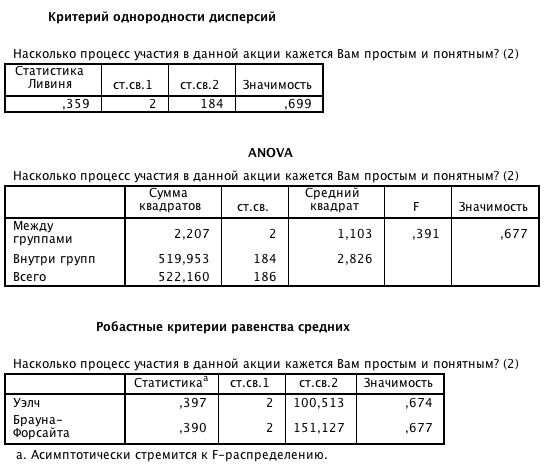 Критерий однородности дисперсий
Насколько процесс участия в данной акции кажется Вам простым и понятным? (2)
Статистика Ливиня ст.св.1 ст.св.2 Значимость
,359 2 184 ,699
ANOVA
Насколько процесс участия в данной акции кажется Вам простым и понятным? (2)
Сумма квадратов ст.св. Средний квадрат F Значимость
Между группами 2,207 2 1,103 ,391 ,677
Внутри групп 519,953 184 2,826
Всего 522,160 186
Робастные критерии равенства средних
Насколько процесс участия в данной акции кажется Вам простым и понятным? (2)
Статистикаa ст.св.1 ст.св.2 Значимость
Уэлч ,397 2 100,513 ,674
Брауна-Форсайта ,390 2 151,127 ,677
a. Асимптотически стремится к F-распределению.